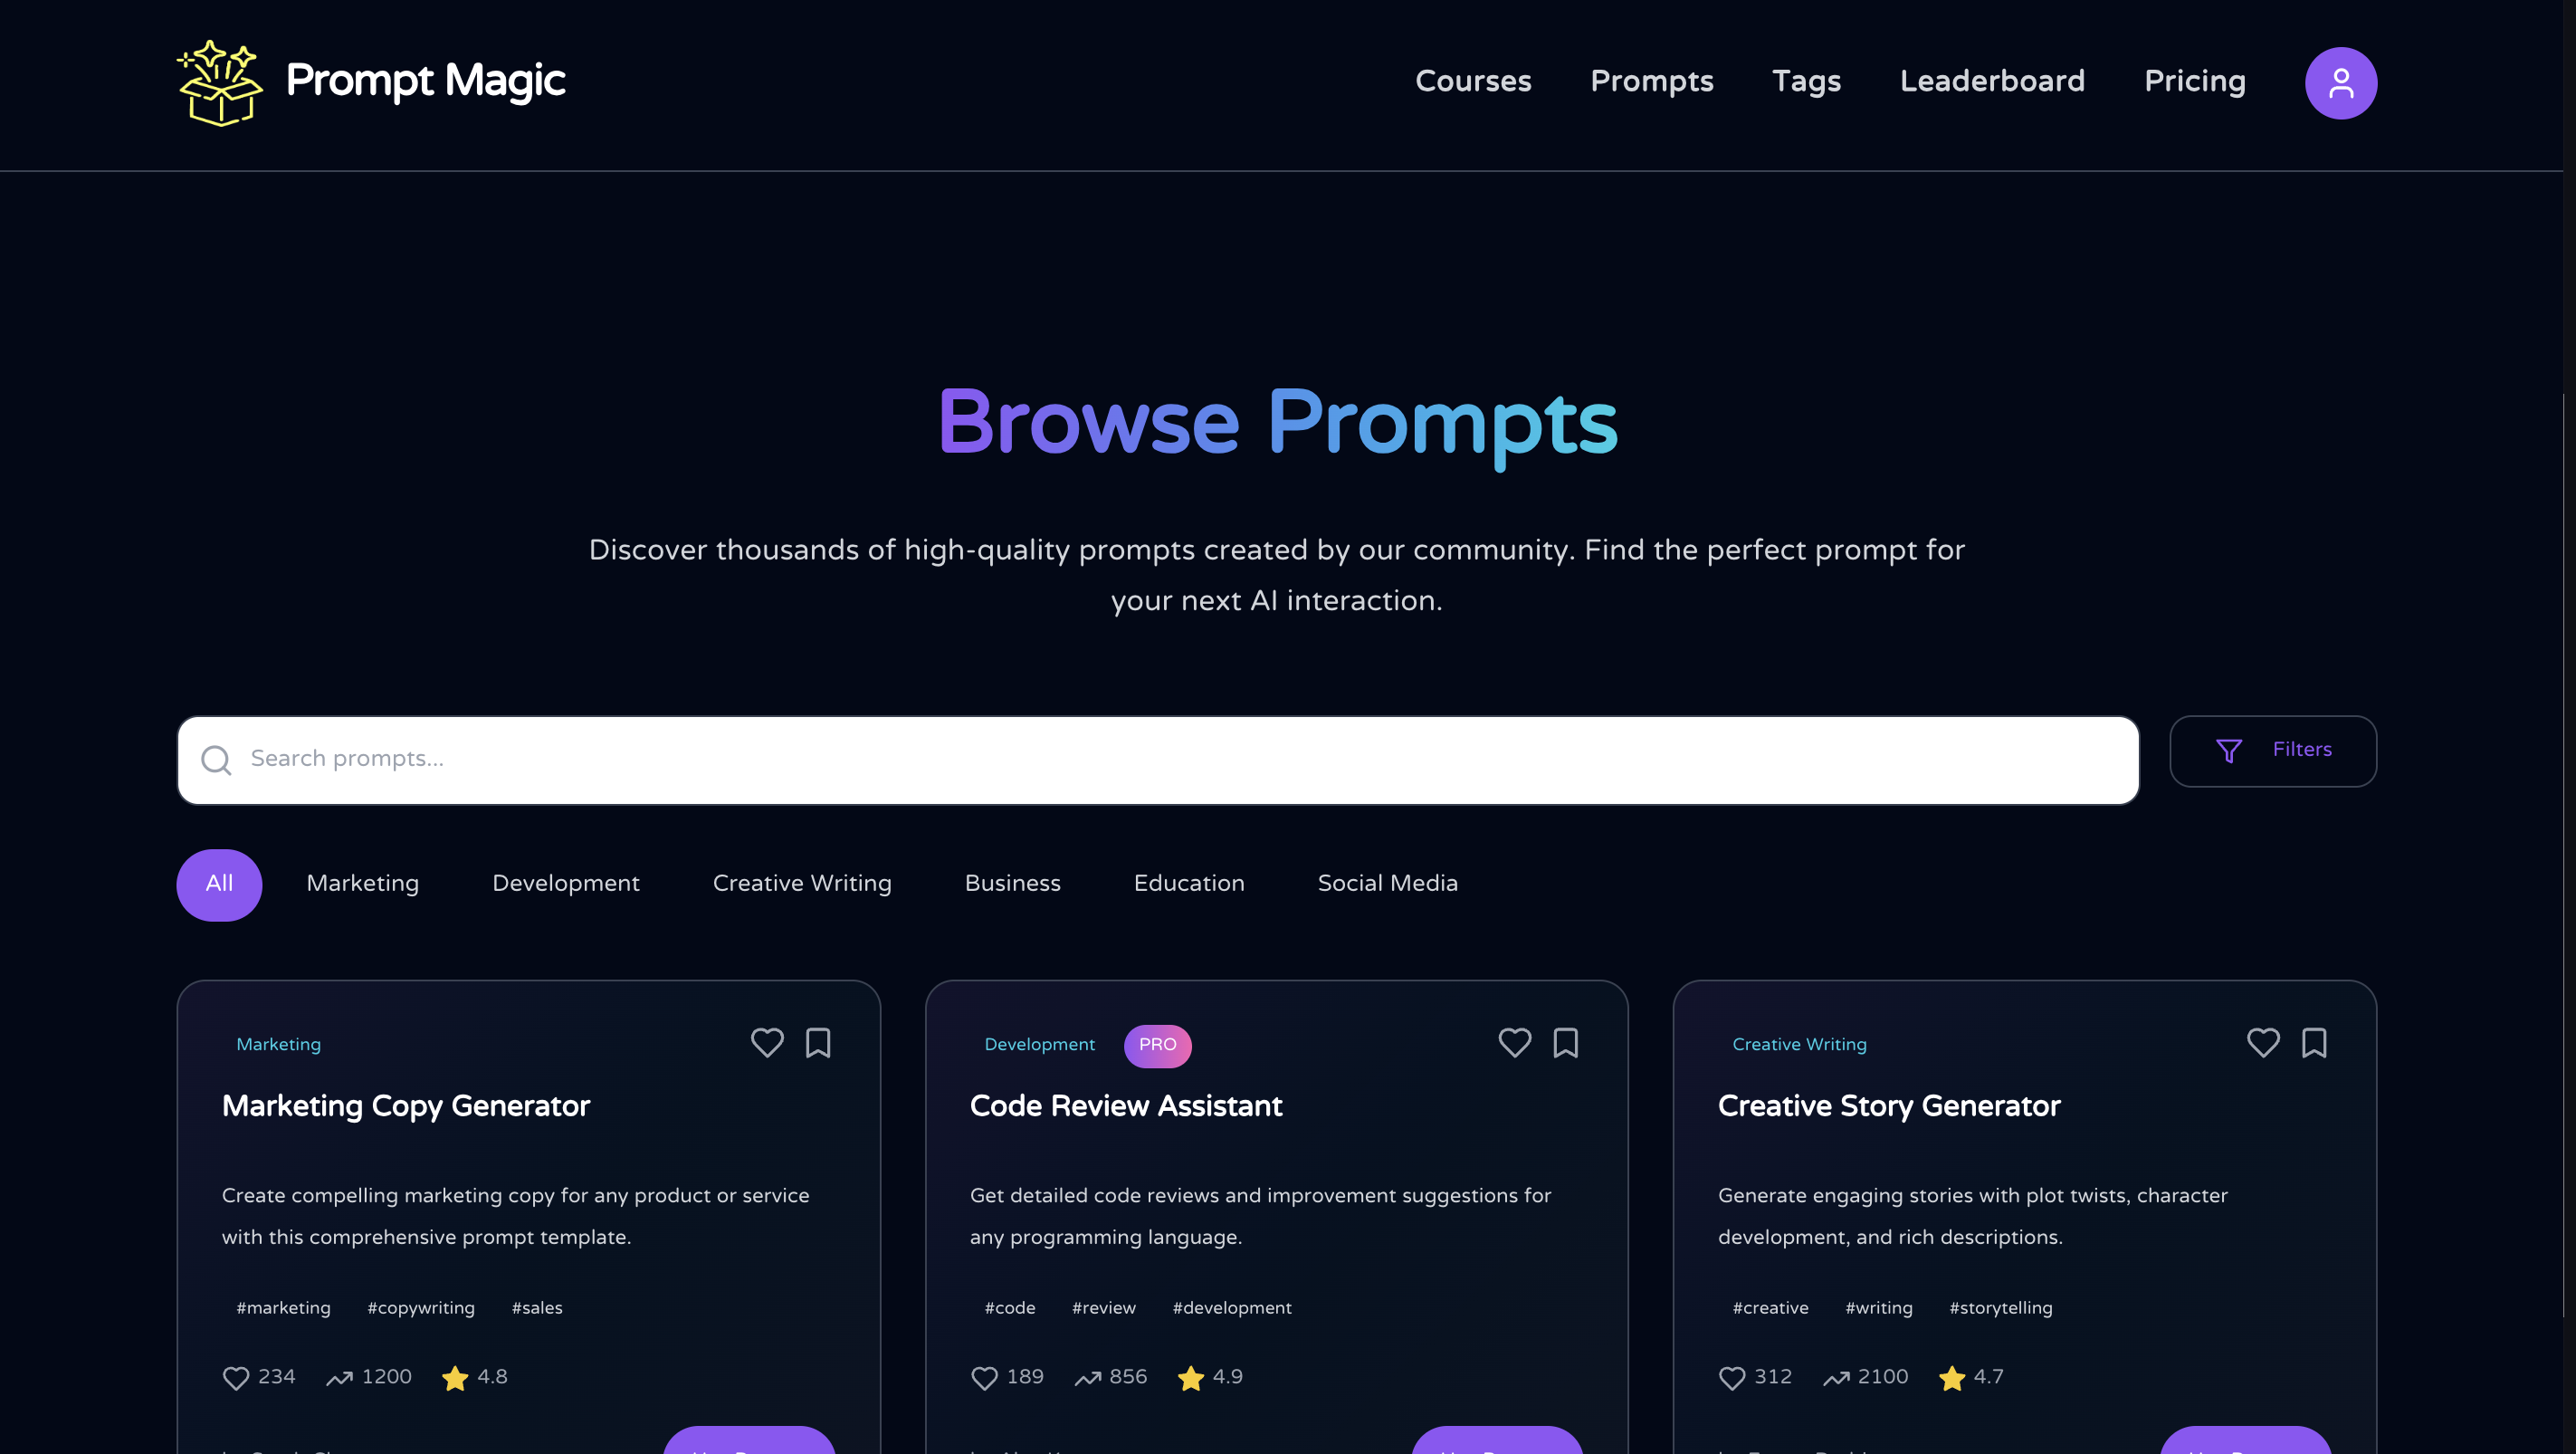 Prompt Magic
Courses Prompts Tags Leaderboard Pricing
Browse Prompts
Discover thousands of high-quality prompts created by our community. Find the perfect prompt for
your next AI interaction.
Search prompts...
Filters
All Marketing Development Creative Writing Business Education Social Media
Marketing
Marketing Copy Generator
Create compelling marketing copy for any product or service
with this comprehensive prompt template.
#marketing #copywriting #sales
234 1200 4.8
Development PRO
Code Review Assistant
Get detailed code reviews and improvement suggestions for
any programming language.
#code #review #development
189 856 4.9
Creative Writing
Creative Story Generator
Generate engaging stories with plot twists, character
development, and rich descriptions.
#creative #writing #storytelling
312 2100 4.7